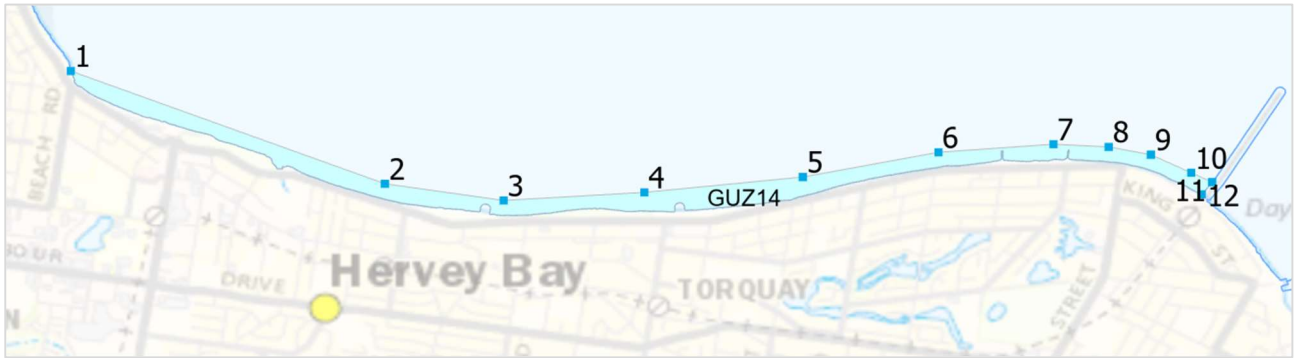 1
2
3
4
5
6
7
8
9
10
11
12
GUZ14
BEACH RD
Hervey Bay
TORQUAY
DRIVE
KING
ST
STREET
Day